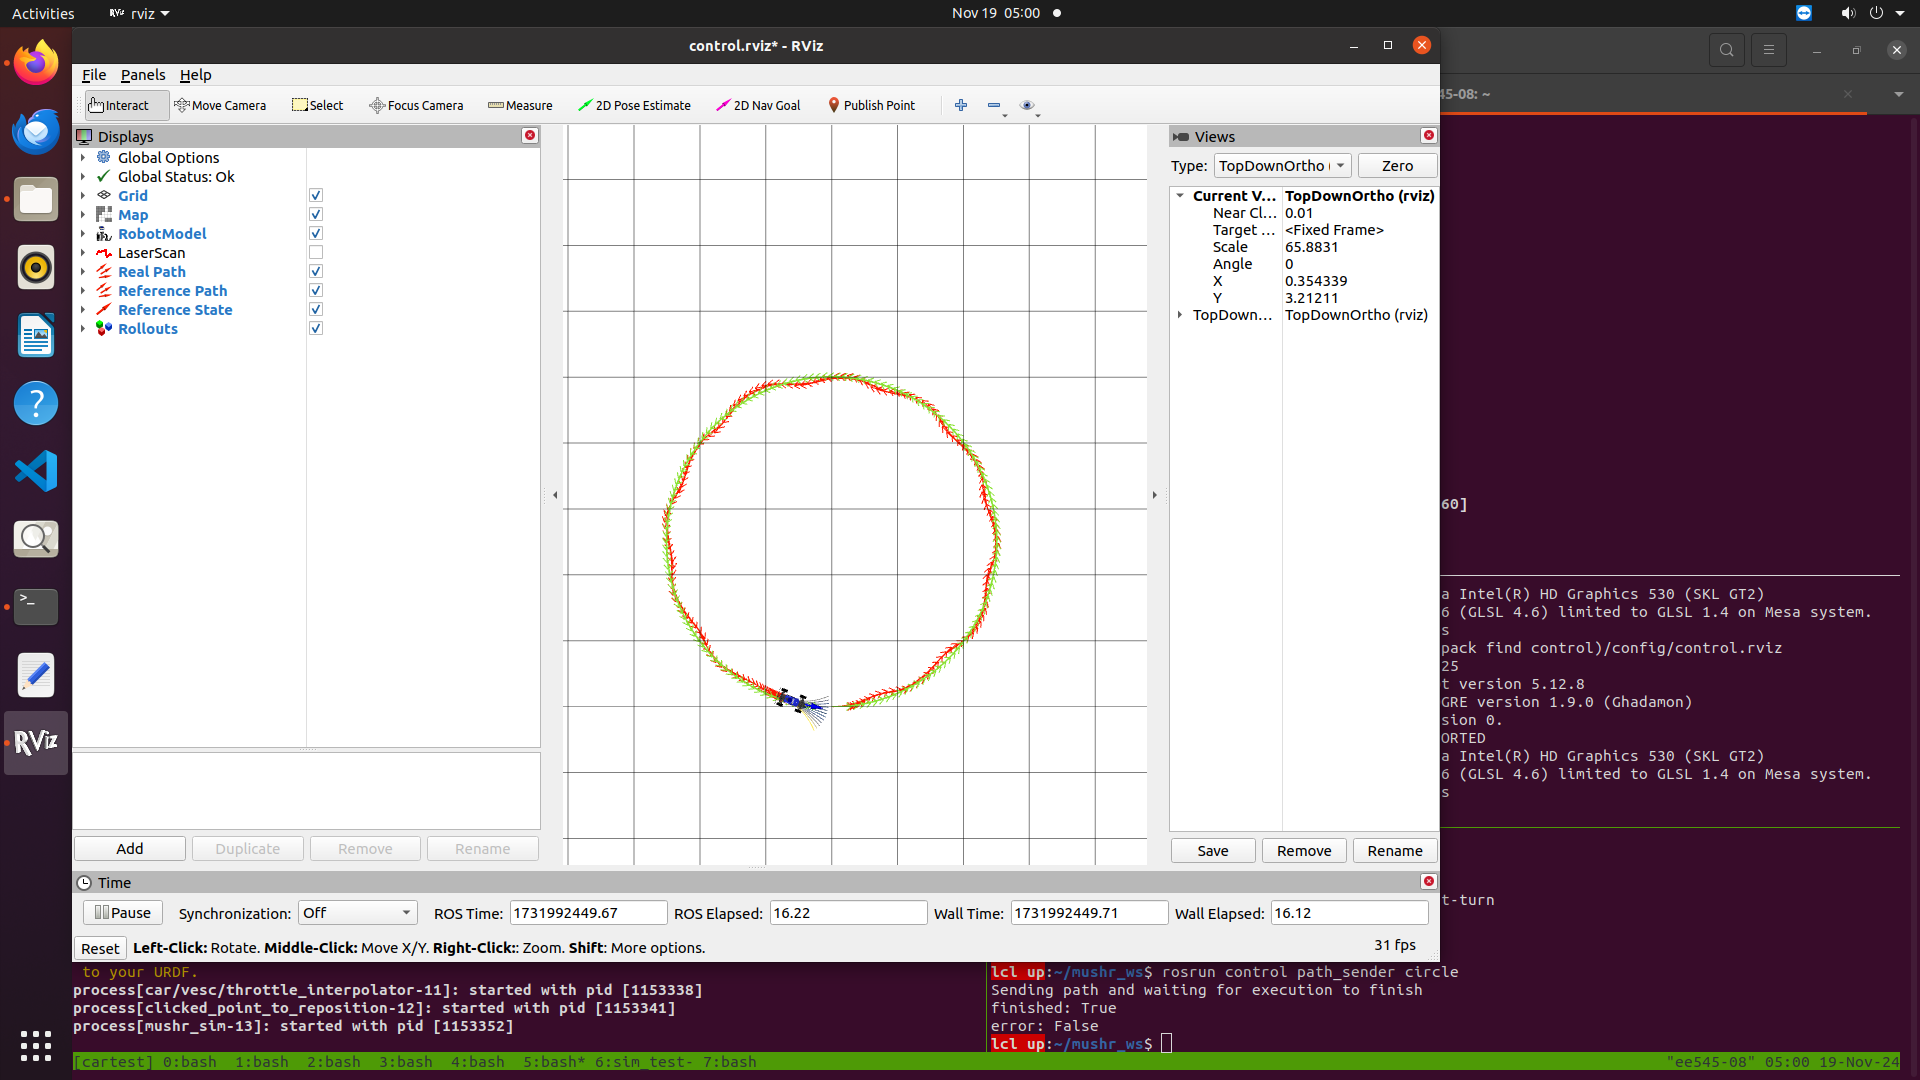 Activities
rviz
Nov 19 05:00
control.rviz* - RViz
File Panels Help
Interact Move Camera Select Focus Camera Measure 2D Pose Estimate 2D Nav Goal Publish Point
45-08: ~
Displays
Global Options
Global Status: Ok
Grid
Map
RobotModel
LaserScan
Real Path
Reference Path
Reference State
Rollouts
Add Duplicate Remove Rename
Views
Type: TopDownOrtho Zero
Current V... TopDownOrtho (rviz)
Near Cl... 0.01
Target ... <Fixed Frame>
Scale 65.8831
Angle 0
X 0.354339
Y 3.21211
TopDown... TopDownOrtho (rviz)
Save Remove Rename
Time
Pause Synchronization: Off ROS Time: 1731992449.67 ROS Elapsed: 16.22 Wall Time: 1731992449.71 Wall Elapsed: 16.12
Reset Left-Click: Rotate. Middle-Click: Move X/Y. Right-Click:: Zoom. Shift: More options. 31 fps
RViz
60]
a Intel(R) HD Graphics 530 (SKL GT2)
6 (GLSL 4.6) limited to GLSL 1.4 on Mesa system.
s
pack find control)/config/control.rviz
25
t version 5.12.8
GRE version 1.9.0 (Ghadamon)
sion 0.
ORTED
a Intel(R) HD Graphics 530 (SKL GT2)
6 (GLSL 4.6) limited to GLSL 1.4 on Mesa system.
s
t-turn
to your URDF.
process[car/vesc/throttle_interpolator-11]: started with pid [1153338]
process[clicked_point_to_reposition-12]: started with pid [1153341]
process[mushr_sim-13]: started with pid [1153352]
lcl up:~/mushr_ws$ rosrun control path_sender circle
Sending path and waiting for execution to finish
finished: True
error: False
lcl up:~/mushr_ws$
[cartest] 0:bash 1:bash 2:bash 3:bash 4:bash 5:bash* 6:sim_test- 7:bash "ee545-08" 05:00 19-Nov-24